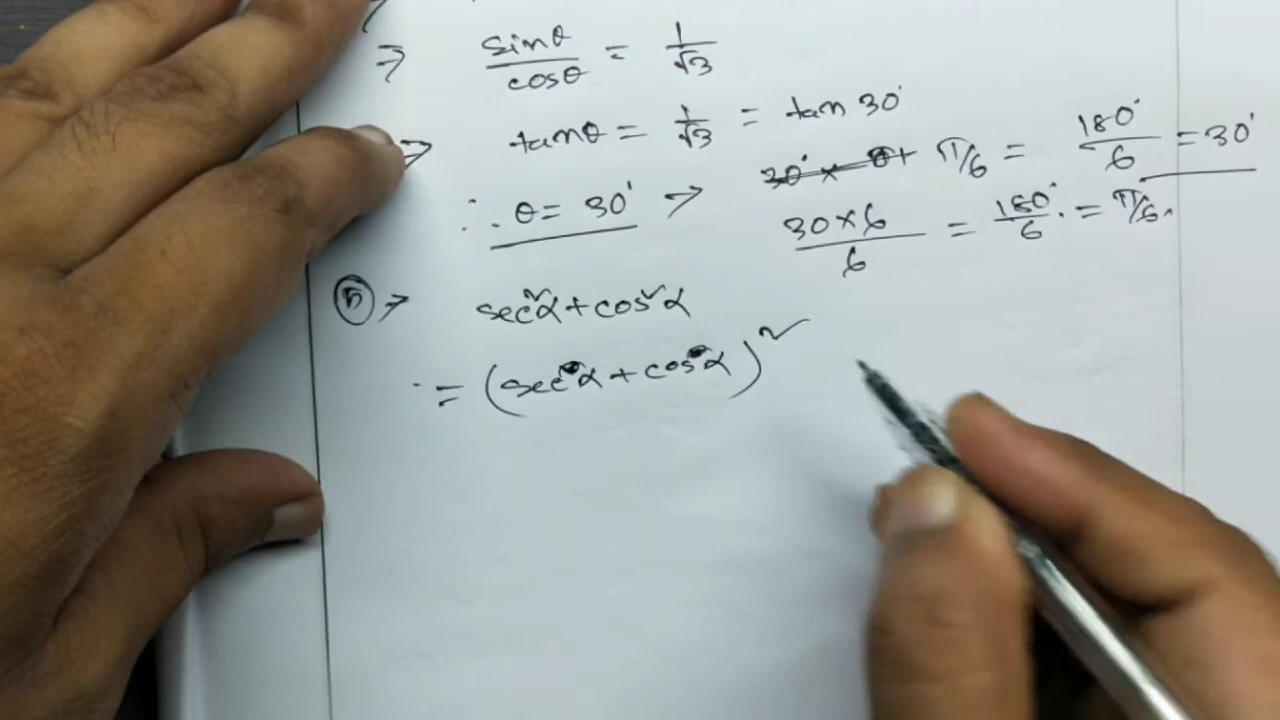 ⇒ sinθ/cosθ = 1/√3
⇒ tanθ = 1/√3 = tan 30°
∴ θ = 30° → π/6 = 180°/6 = 30°
30×6/6 = 180°/6 . = π/6.
(5) → sec²α + cos²α
= (secα + cosα)²